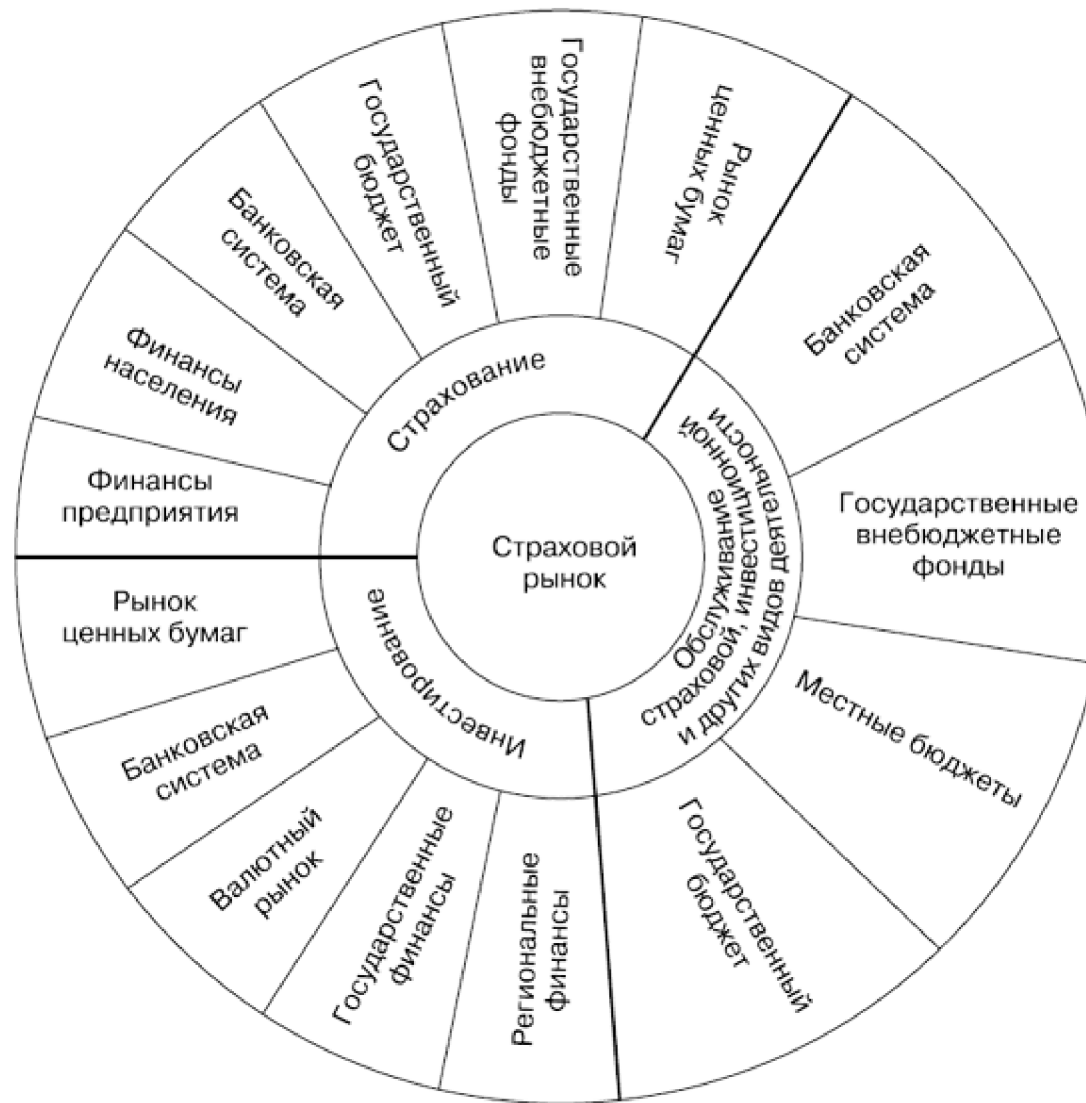 Страховой
рынок
Страхование
Финансы
предприятия
Финансы
населения
Банковская
система
Государственный
бюджет
Государственные
внебюджетные
фонды
Рынок
ценных бумаг
Обслуживание
страховой, инвестиционной
и других видов деятельности
Банковская
система
Государственные
внебюджетные
фонды
Местные бюджеты
Государственный
бюджет
Инвестирование
Рынок
ценных бумаг
Банковская
система
Валютный
рынок
Государственные
финансы
Региональные
финансы